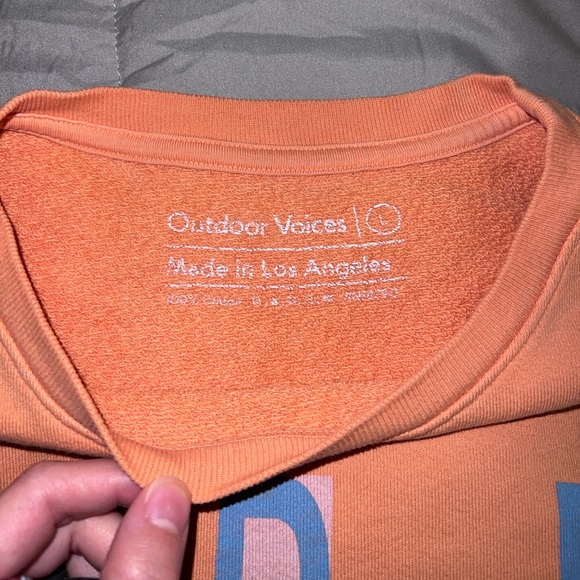 Outdoor Voices | L
Made in Los Angeles
100% Cotton